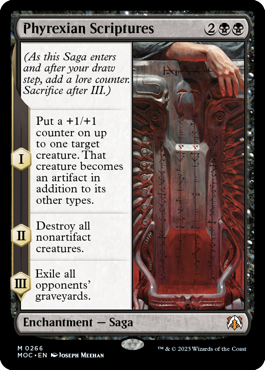 Phyrexian Scriptures 2
(As this Saga enters
and after your draw
step, add a lore counter.
Sacrifice after III.)
I
Put a +1/+1
counter on up
to one target
creature. That
creature becomes
an artifact in
addition to its
other types.
II
Destroy all
nonartifact
creatures.
III
Exile all
opponents'
graveyards.
Enchantment — Saga
M 0266
MOC • EN JOSEPH MEEHAN
™ & © 2023 Wizards of the Coast